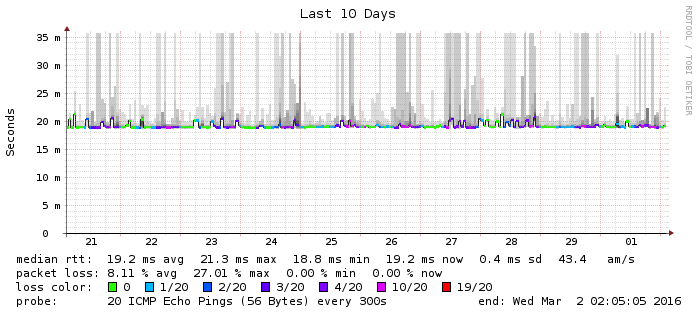 Last 10 Days
RRDTOOL / TOBI OETIKER
Seconds
35 m
30 m
25 m
20 m
15 m
10 m
5 m
0
21 22 23 24 25 26 27 28 29 01
median rtt: 19.2 ms avg 21.3 ms max 18.8 ms min 19.2 ms now 0.4 ms sd 43.4 am/s
packet loss: 8.11 % avg 27.01 % max 0.00 % min 0.00 % now
loss color: 0 1/20 2/20 3/20 4/20 10/20 19/20
probe: 20 ICMP Echo Pings (56 Bytes) every 300s end: Wed Mar 2 02:05:05 2016